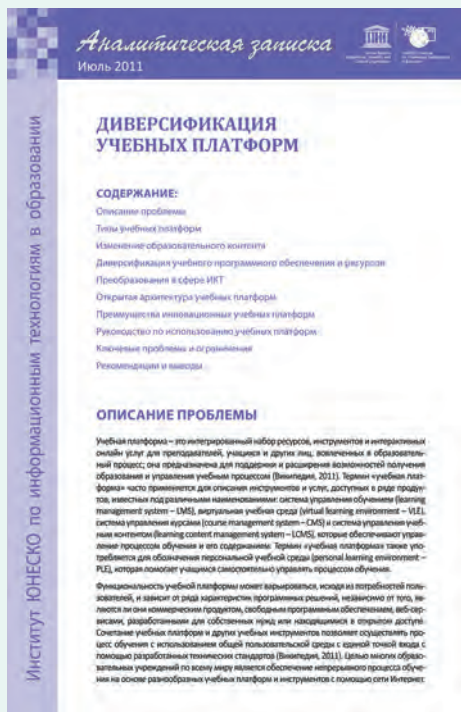 Аналитическая записка
Июль 2011
Институт ЮНЕСКО по информационным технологиям в образовании
ДИВЕРСИФИКАЦИЯ
УЧЕБНЫХ ПЛАТФОРМ
СОДЕРЖАНИЕ:
Описание проблемы
Типы учебных платформ
Изменение образовательного контента
Диверсификация учебного программного обеспечения и ресурсов
Преобразования в сфере ИКТ
Открытая архитектура учебных платформ
Преимущества инновационных учебных платформ
Руководство по использованию учебных платформ
Ключевые проблемы и ограничения
Рекомендации и выводы
ОПИСАНИЕ ПРОБЛЕМЫ
Учебная платформа – это интегрированный набор ресурсов, инструментов и интерактивных
онлайн услуг для преподавателей, учащихся и других лиц, вовлеченных в образователь-
ный процесс; она предназначена для поддержки и расширения возможностей получения
образования и управления учебным процессом (Википедия, 2011). Термин «учебная плат-
форма» часто применяется для описания инструментов и услуг, доступных в ряде продук-
тов, известных под различными наименованиями: система управления обучением (learning
management system – LMS), виртуальная учебная среда (virtual learning environment – VLE),
система управления курсами (course management system – CMS) и система управления учеб-
ным контентом (learning content management system – LCMS), которые обеспечивают управ-
ление процессом обучения и его содержанием. Термин «учебная платформа» также упо-
требляется для обозначения персональной учебной среды (personal learning environment –
PLE), которая помогает учащимся самостоятельно управлять процессом обучения.
Функциональность учебной платформы может варьироваться, исходя из потребностей поль-
зователей, и зависит от ряда характеристик программных решений, независимо от того, яв-
ляются ли они коммерческим продуктом, свободным программным обеспечением, веб-сер-
висами, разработанными для собственных нужд или находящимися в открытом доступе.
Сочетание учебных платформ и других учебных инструментов позволяет осуществлять про-
цесс обучения с использованием общей пользовательской среды с единой точкой входа с
помощью разработанных технических стандартов (Википедия, 2011). Целью многих образо-
вательных учреждений по всему миру является обеспечение непрерывного процесса обуче-
ния на основе разнообразных учебных платформ и инструментов с помощью сети Интернет.